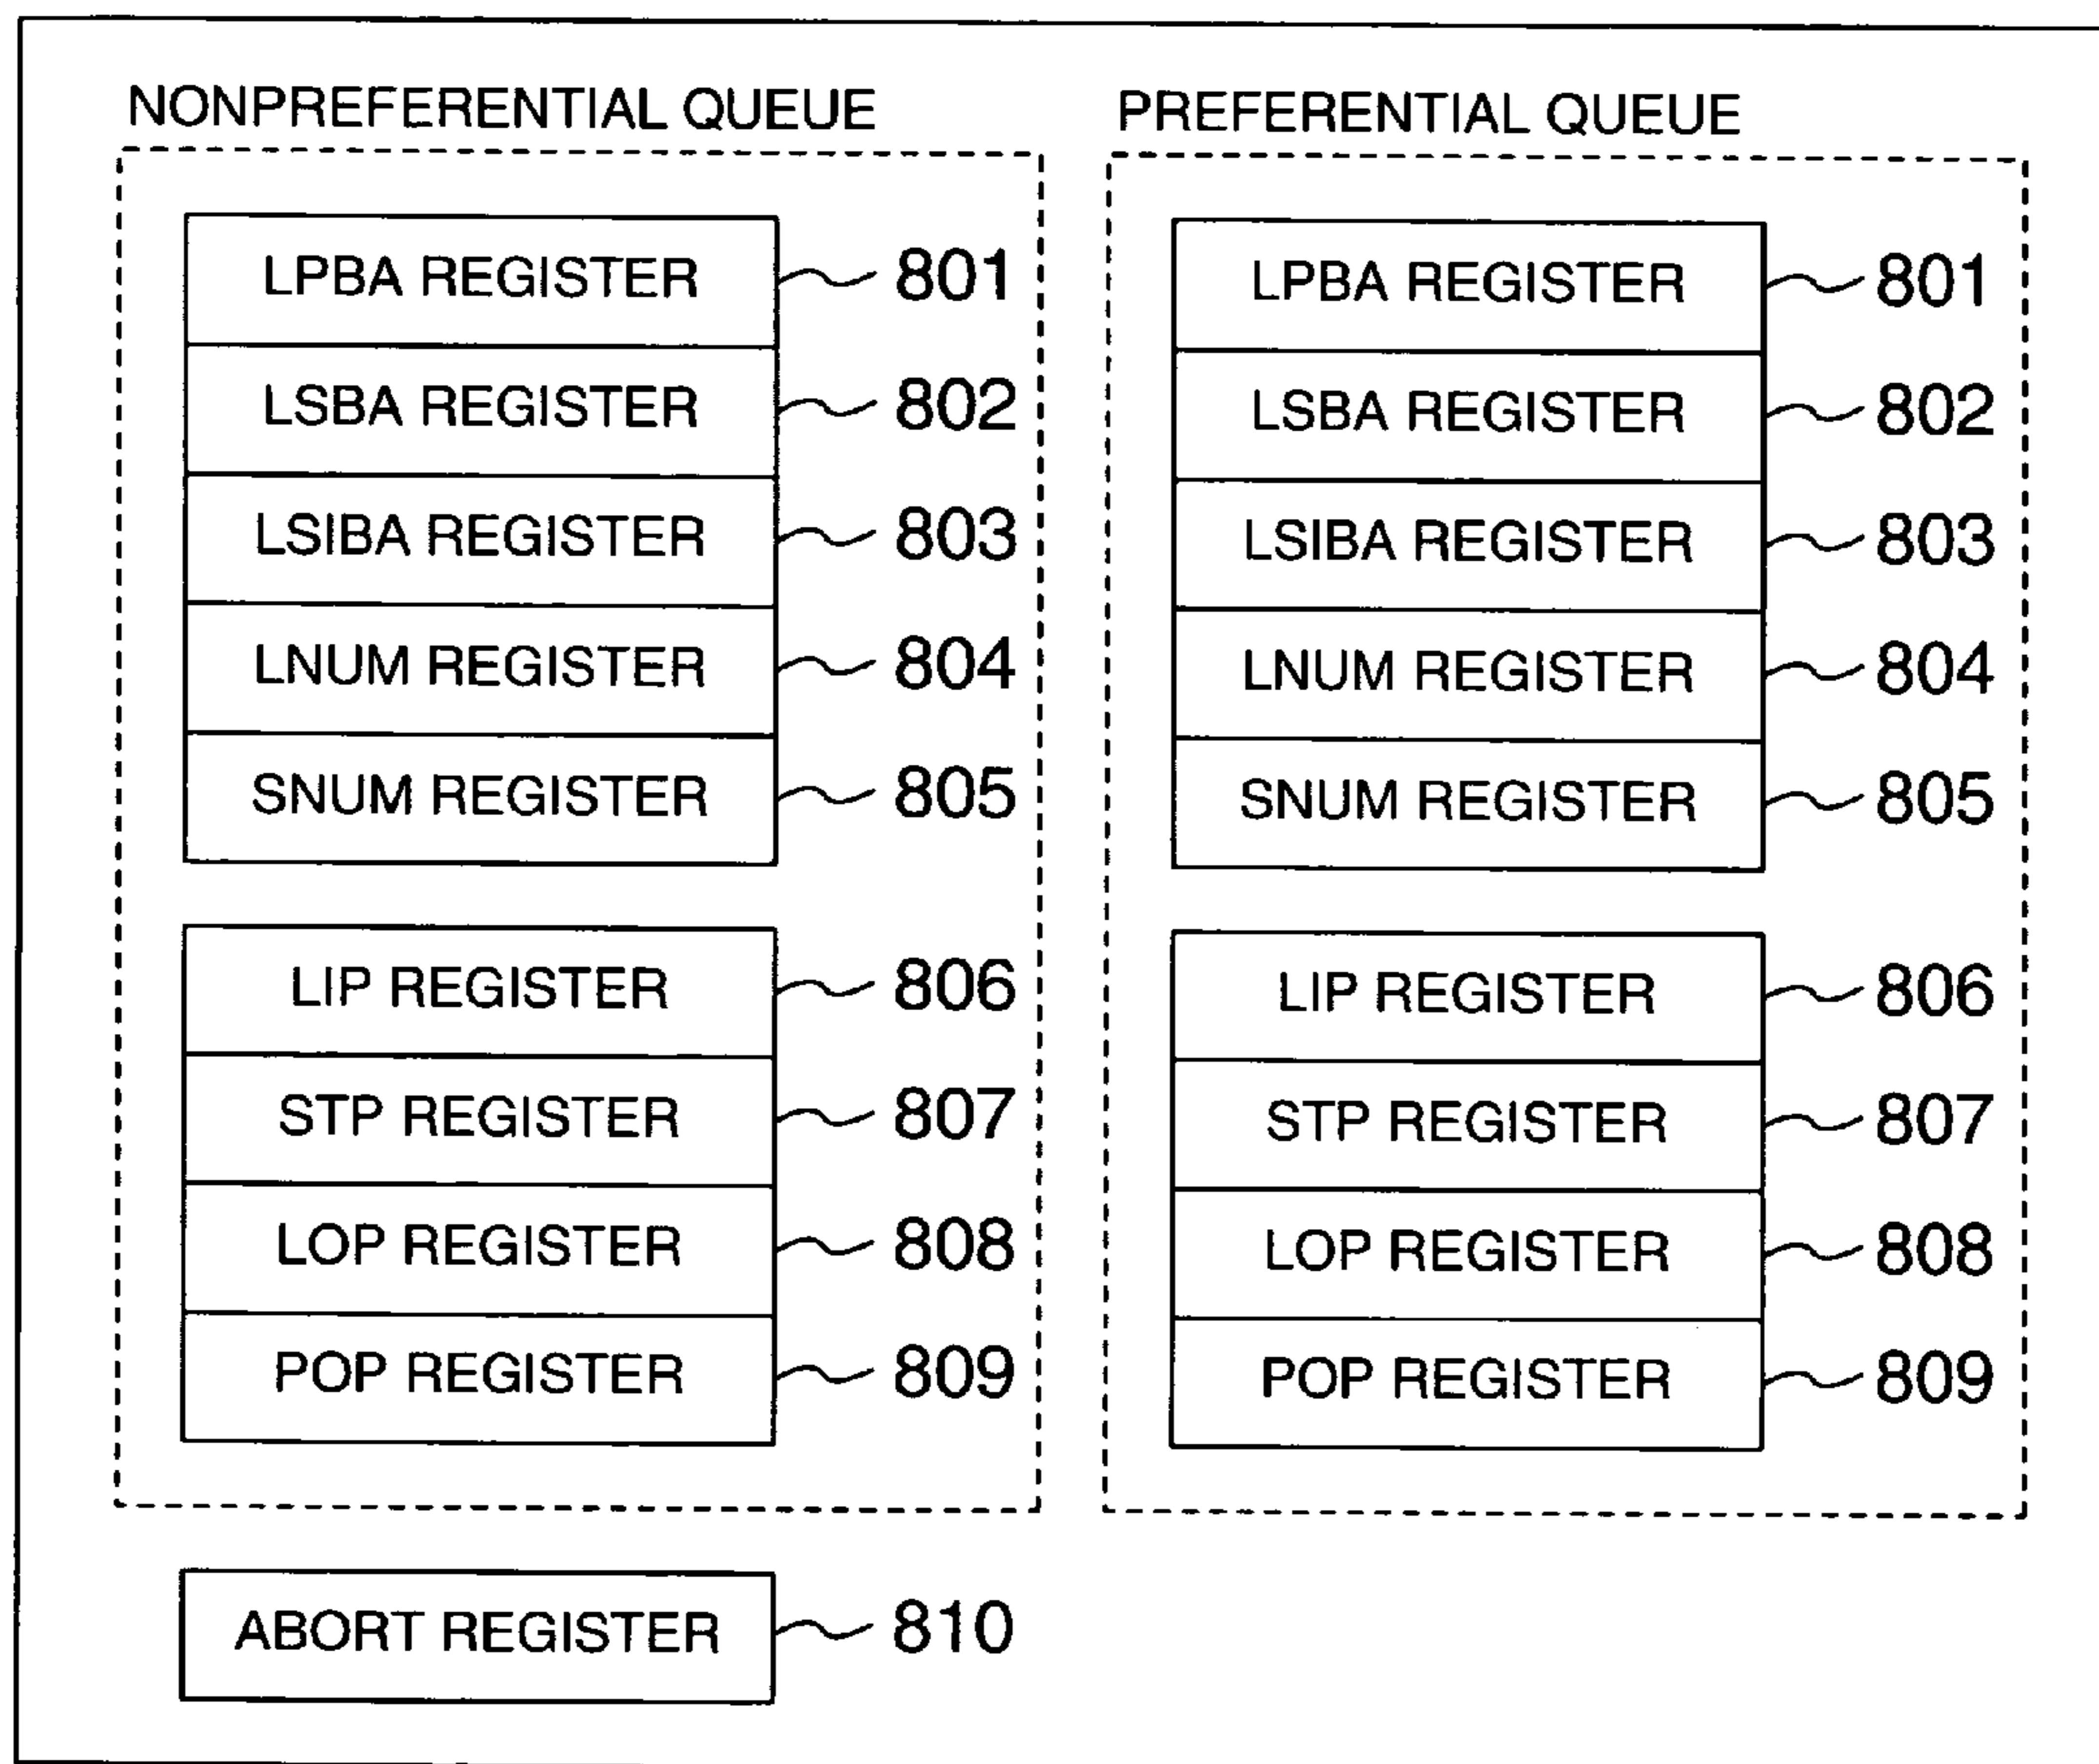 NONPREFERENTIAL QUEUE
LPBA REGISTER 801
LSBA REGISTER 802
LSIBA REGISTER 803
LNUM REGISTER 804
SNUM REGISTER 805
LIP REGISTER 806
STP REGISTER 807
LOP REGISTER 808
POP REGISTER 809
PREFERENTIAL QUEUE
LPBA REGISTER 801
LSBA REGISTER 802
LSIBA REGISTER 803
LNUM REGISTER 804
SNUM REGISTER 805
LIP REGISTER 806
STP REGISTER 807
LOP REGISTER 808
POP REGISTER 809
ABORT REGISTER 810